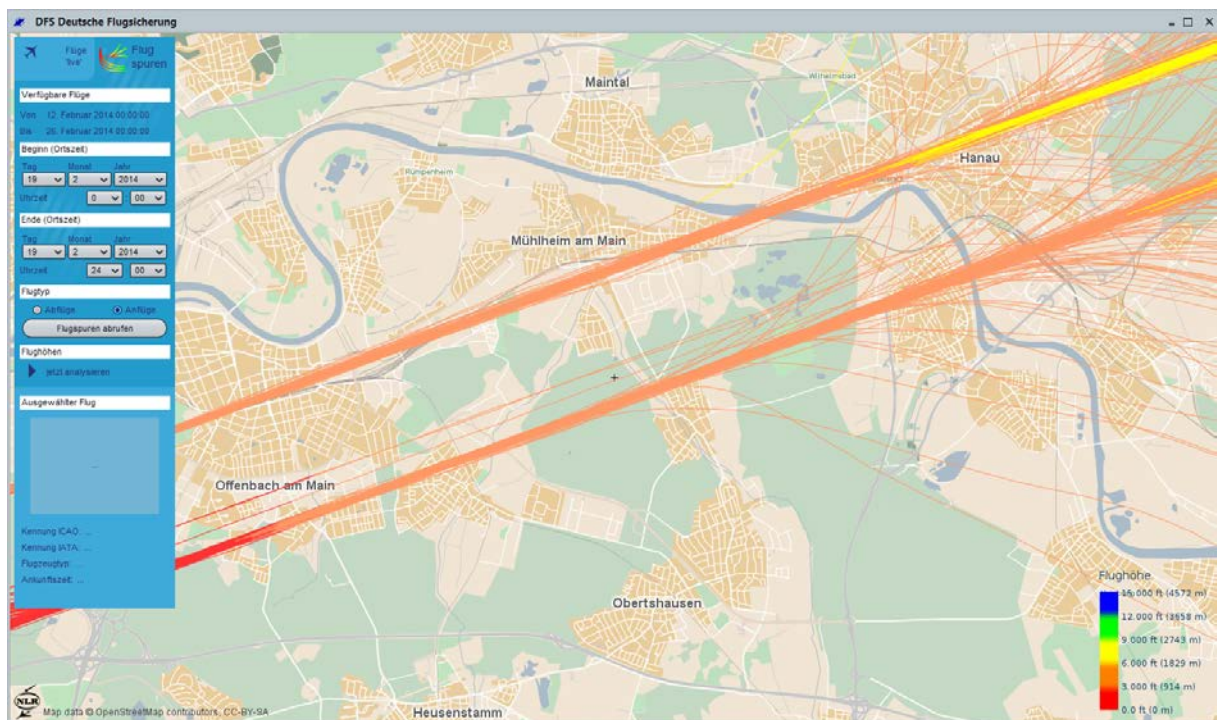 DFS Deutsche Flugsicherung
Flüge
'live'
Flug
spuren
Verfügbare Flüge
Von 12. Februar 2014 00:00:00
Bis 26. Februar 2014 00:00:00
Beginn (Ortszeit)
Tag Monat Jahr
19 2 2014
Uhrzeit 0 00
Ende (Ortszeit)
Tag Monat Jahr
19 2 2014
Uhrzeit 24 00
Flugtyp
Abflüge Anflüge
Flugspuren abrufen
Flughöhen
jetzt analysieren
Ausgewählter Flug
...
Kennung ICAO: ...
Kennung IATA: ...
Flugzeugtyp: ...
Ankunftszeit: ...
Maintal
Wilhelmsbad
Hanau
Rumpenheim
Mühlheim am Main
Offenbach am Main
Obertshausen
Heusenstamm
Flughöhe:
15.000 ft (4572 m)
12.000 ft (3658 m)
9.000 ft (2743 m)
6.000 ft (1829 m)
3.000 ft (914 m)
0.0 ft (0 m)
NLR
Map data © OpenStreetMap contributors, CC-BY-SA